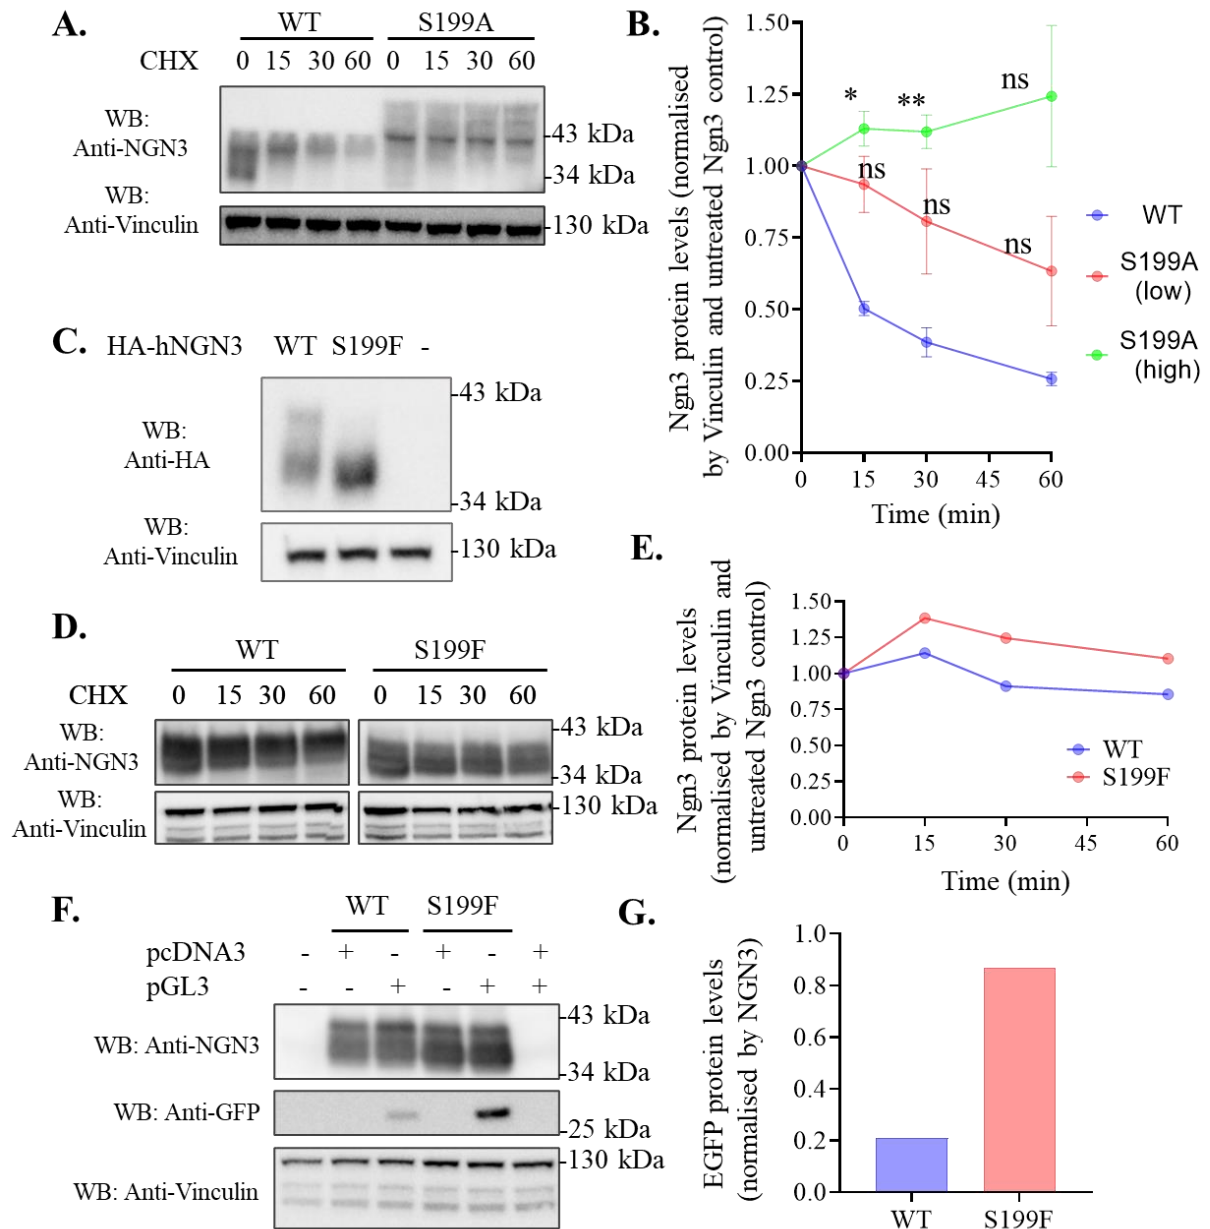 A.
WT S199A
CHX 0 15 30 60 0 15 30 60
WB:
Anti-NGN3
-43 kDa
-34 kDa
WB:
Anti-Vinculin
-130 kDa
B.
Ngn3 protein levels (normalised
by Vinculin and untreated Ngn3 control)
1.50
1.25
1.00
0.75
0.50
0.25
0.00
* ** ns
ns ns ns
0 15 30 45 60
Time (min)
WT
S199A
(low)
S199A
(high)
C.
HA-hNGN3 WT S199F -
WB:
Anti-HA
-43 kDa
-34 kDa
WB:
Anti-Vinculin
-130 kDa
D.
WT S199F
CHX 0 15 30 60 0 15 30 60
WB:
Anti-NGN3
-43 kDa
-34 kDa
WB:
Anti-Vinculin
-130 kDa
E.
Ngn3 protein levels
(normalised by Vinculin and
untreated Ngn3 control)
1.50
1.25
1.00
0.75
0.50
0.25
0.00
0 15 30 45 60
Time (min)
WT
S199F
F.
WT S199F
pcDNA3 - + - + - +
pGL3 - - + - + +
WB: Anti-NGN3
-43 kDa
-34 kDa
WB: Anti-GFP
-25 kDa
WB: Anti-Vinculin
-130 kDa
G.
EGFP protein levels
(normalised by NGN3)
1.0
0.8
0.6
0.4
0.2
0.0
WT S199F